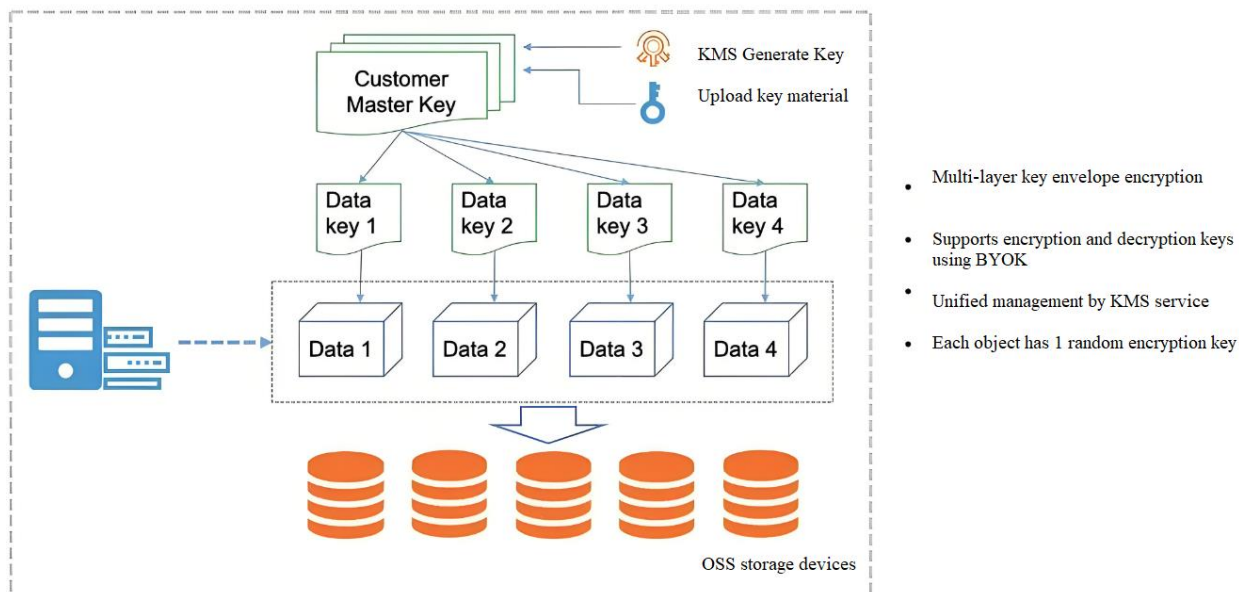 KMS Generate Key
Customer
Master Key
Upload key material
Data
key 1
Data
key 2
Data
key 3
Data
key 4
Data 1
Data 2
Data 3
Data 4
OSS storage devices
• Multi-layer key envelope encryption
• Supports encryption and decryption keys
using BYOK
• Unified management by KMS service
• Each object has 1 random encryption key